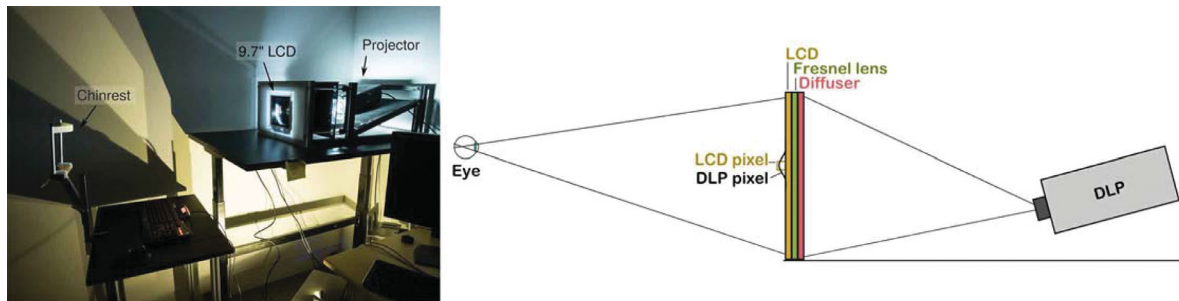 9.7" LCD
Projector
Chinrest
LCD
Fresnel lens
Diffuser
LCD pixel
DLP pixel
Eye
DLP